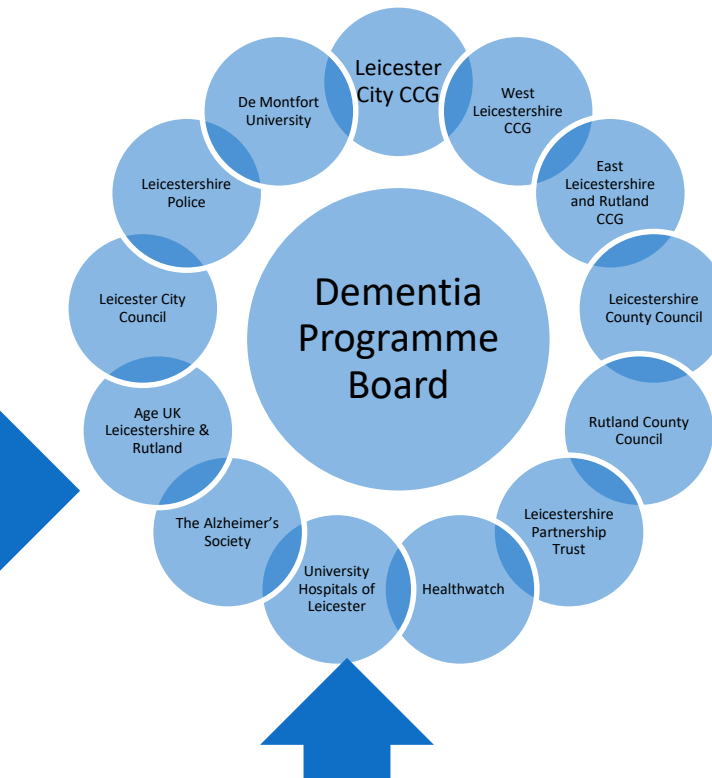 Leicester
City CCG
West
Leicestershire
CCG
East
Leicestershire
and Rutland
CCG
Leicestershire
County Council
Rutland County
Council
Leicestershire
Partnership
Trust
Healthwatch
University
Hospitals of
Leicester
The Alzheimer's
Society
Age UK
Leicestershire &
Rutland
Leicester City
Council
Leicestershire
Police
De Montfort
University
Dementia
Programme
Board